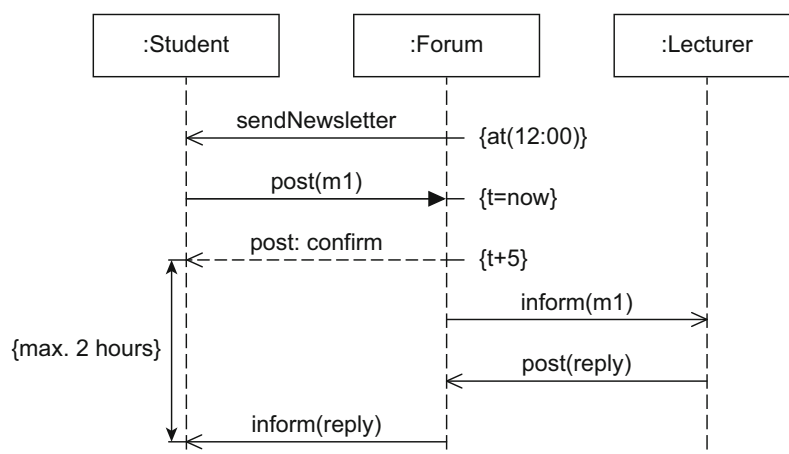 :Student
:Forum
:Lecturer
sendNewsletter
{at(12:00)}
post(m1)
{t=now}
post: confirm
{t+5}
inform(m1)
{max. 2 hours}
post(reply)
inform(reply)